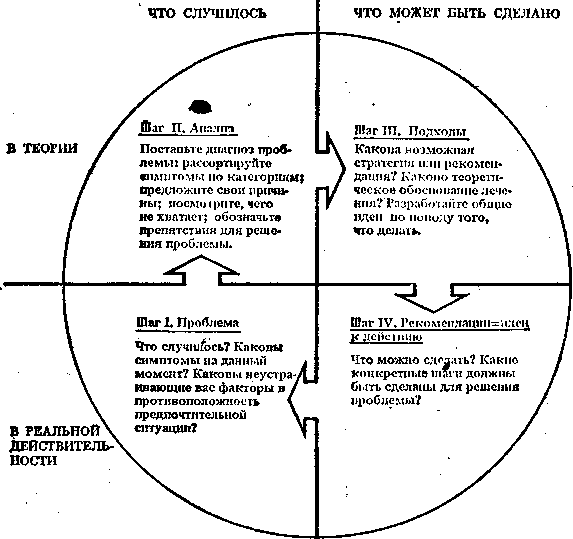 ЧТО СЛУЧИЛОСЬ
ЧТО МОЖЕТ БЫТЬ СДЕЛАНО
В ТЕОРИИ
Шаг II. Анализ
Поставьте диагноз проб-
лемы: рассортируйте
симптомы по категориям;
предложите свои причи-
ны; посмотрите, чего
не хватает; обозначьте
препятствия для реше-
ния проблемы.
Шаг III. Подходы
Какова возможная
стратегия или рекомен-
дация? Каково теорети-
ческое обоснование лече-
ния? Разработайте общие
идеи по поводу того,
что делать.
В РЕАЛЬНОЙ
ДЕЙСТВИТЕЛЬ-
НОСТИ
Шаг I. Проблема
Что случилось? Каковы
симптомы на данный
момент? Каковы неустра-
ивающие вас факторы в
противоположность
предпочтительной
ситуации?
Шаг IV. Рекомендации=идеи
к действию
Что можно сделать? Какие
конкретные шаги должны
быть сделаны для решения
проблемы?